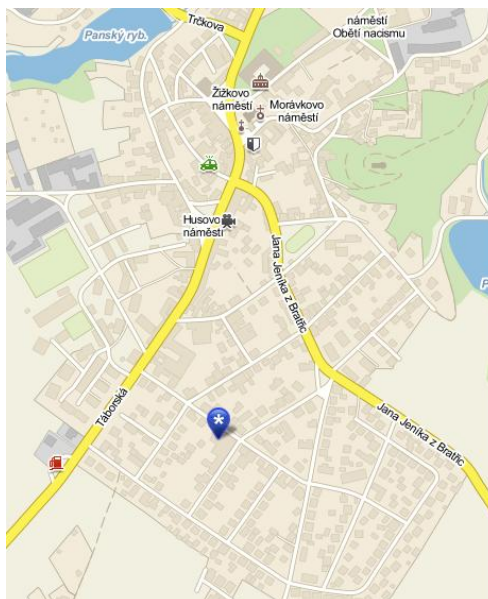 Trčkova
Panský ryb.
náměstí
Obětí nacismu
Žižkovo
náměstí
Morávkovo
náměstí
Husovo
náměstí
Jana Jeníka z Bratřic
P
Táborská
Jana Jeníka z Bratřic